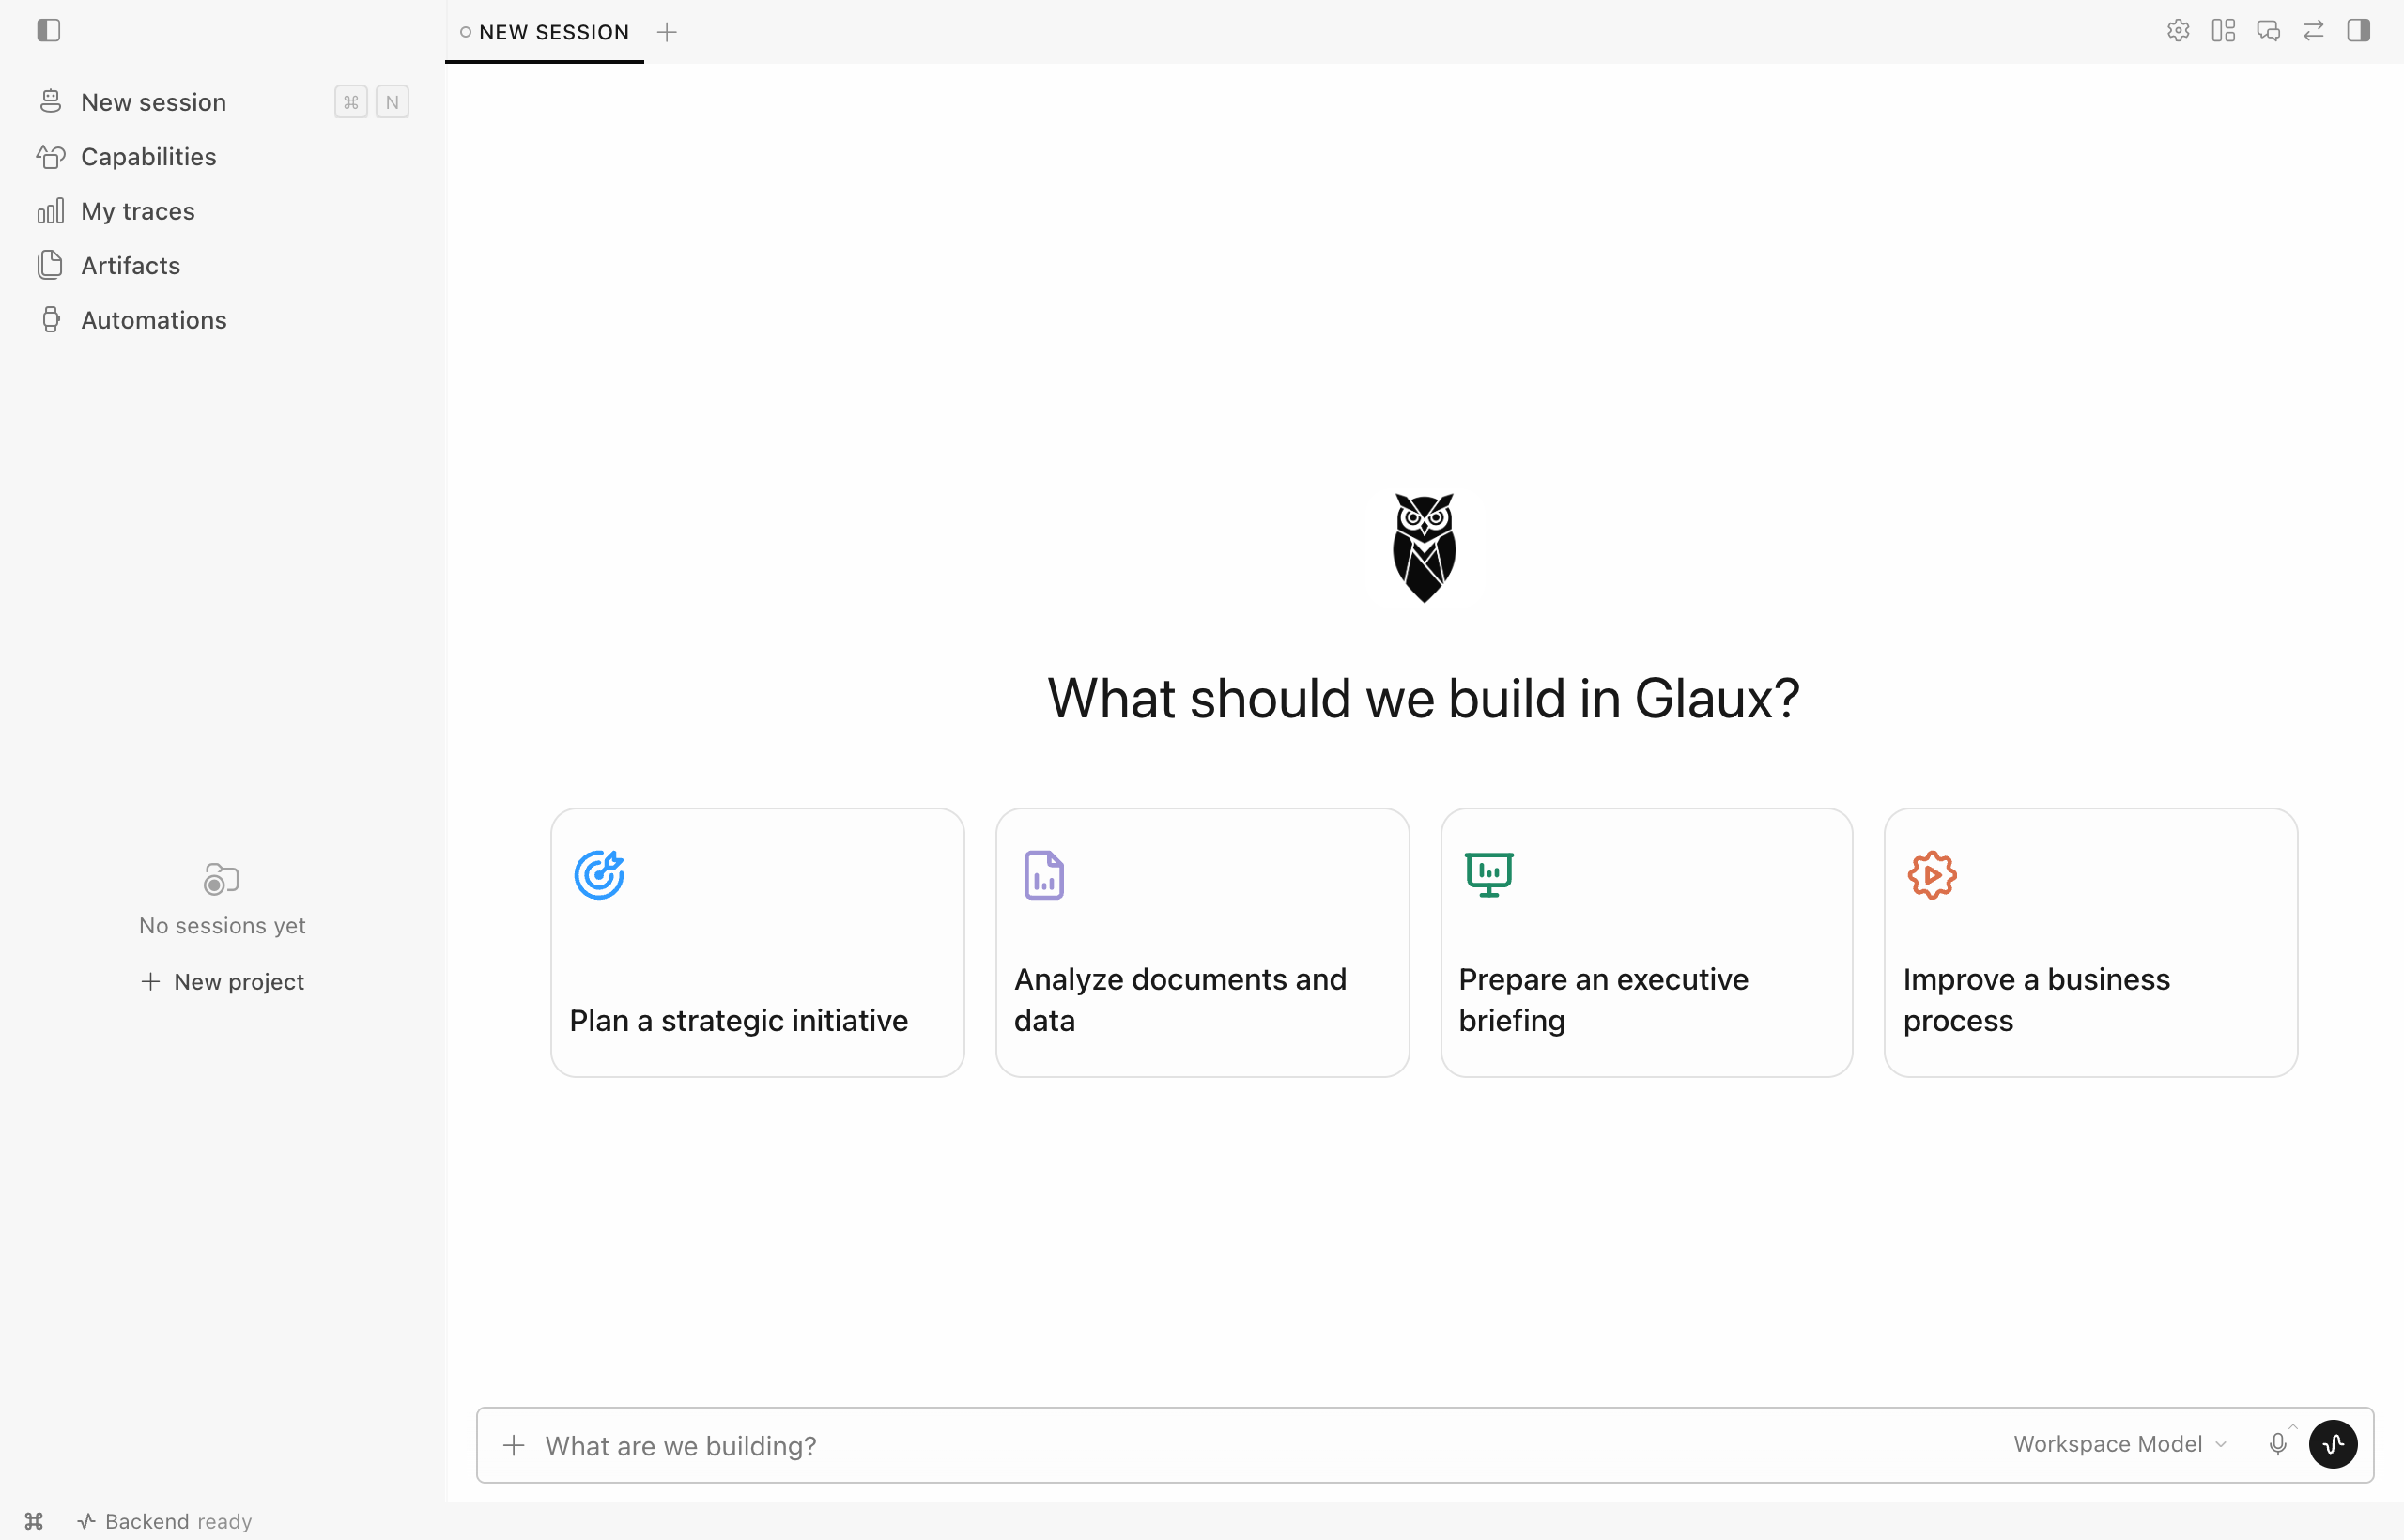 NEW SESSION
New session
⌘ N
Capabilities
My traces
Artifacts
Automations
No sessions yet
New project
What should we build in Glaux?
Plan a strategic initiative
Analyze documents and
data
Prepare an executive
briefing
Improve a business
process
What are we building?
Workspace Model
⌘
Backend ready